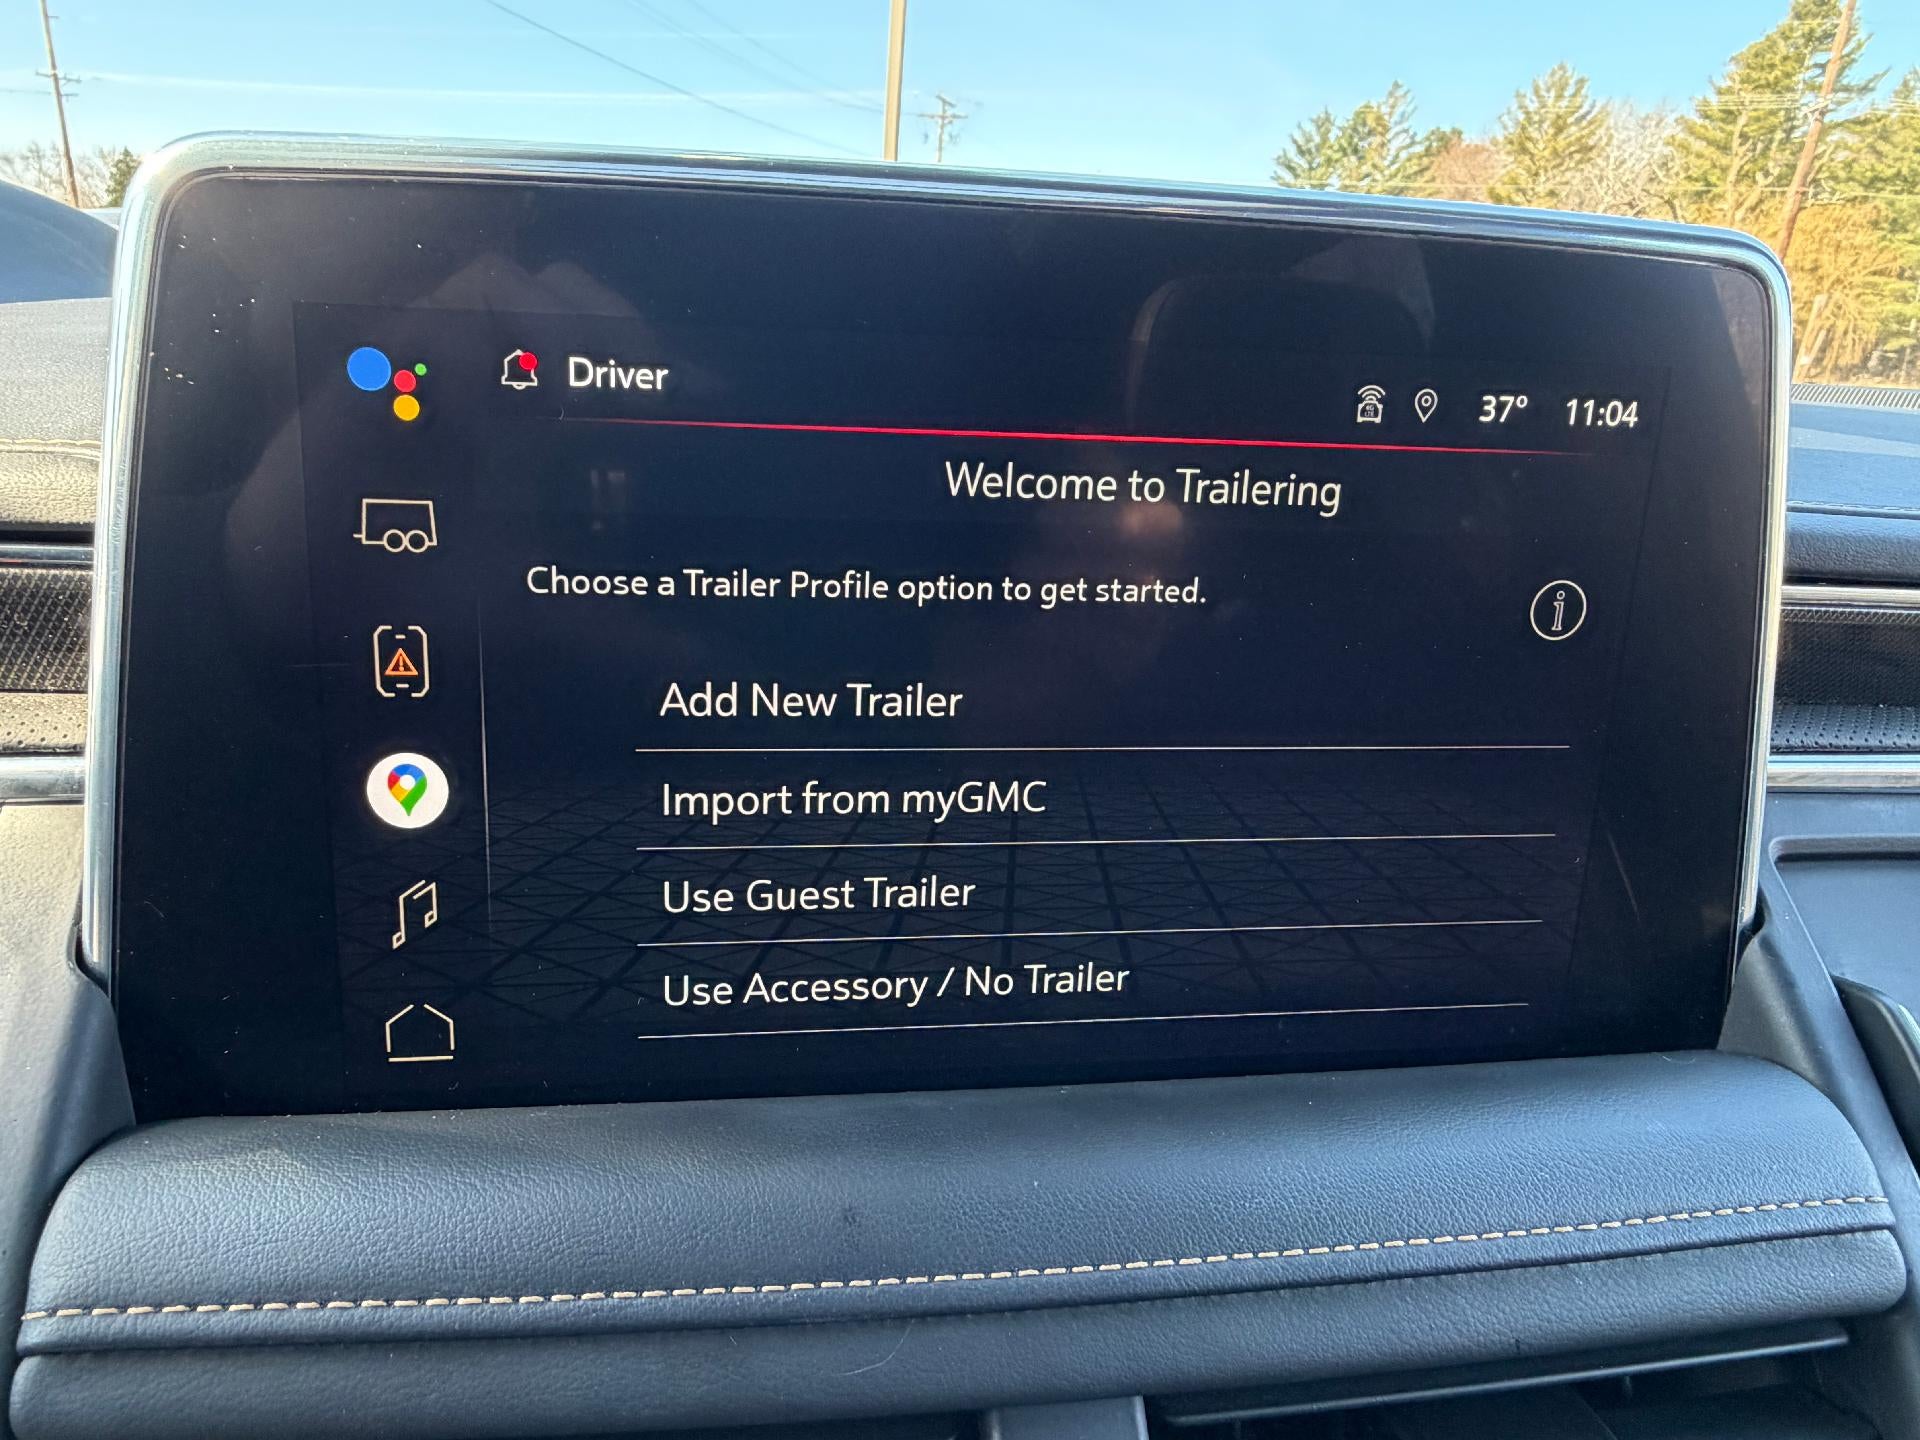 Driver
37° 11:04
Welcome to Trailering
Choose a Trailer Profile option to get started.
i
Add New Trailer
Import from myGMC
Use Guest Trailer
Use Accessory / No Trailer